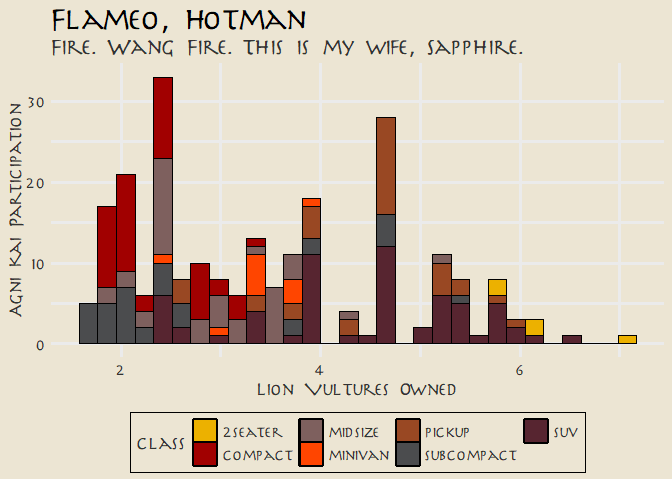 Flameo, Hotman
Fire. Wang Fire. This is my wife, Sapphire.
Agni Kai Participation
30
20
10
0
2
4
6
Lion Vultures Owned
class
2seater
midsize
pickup
suv
compact
minivan
subcompact